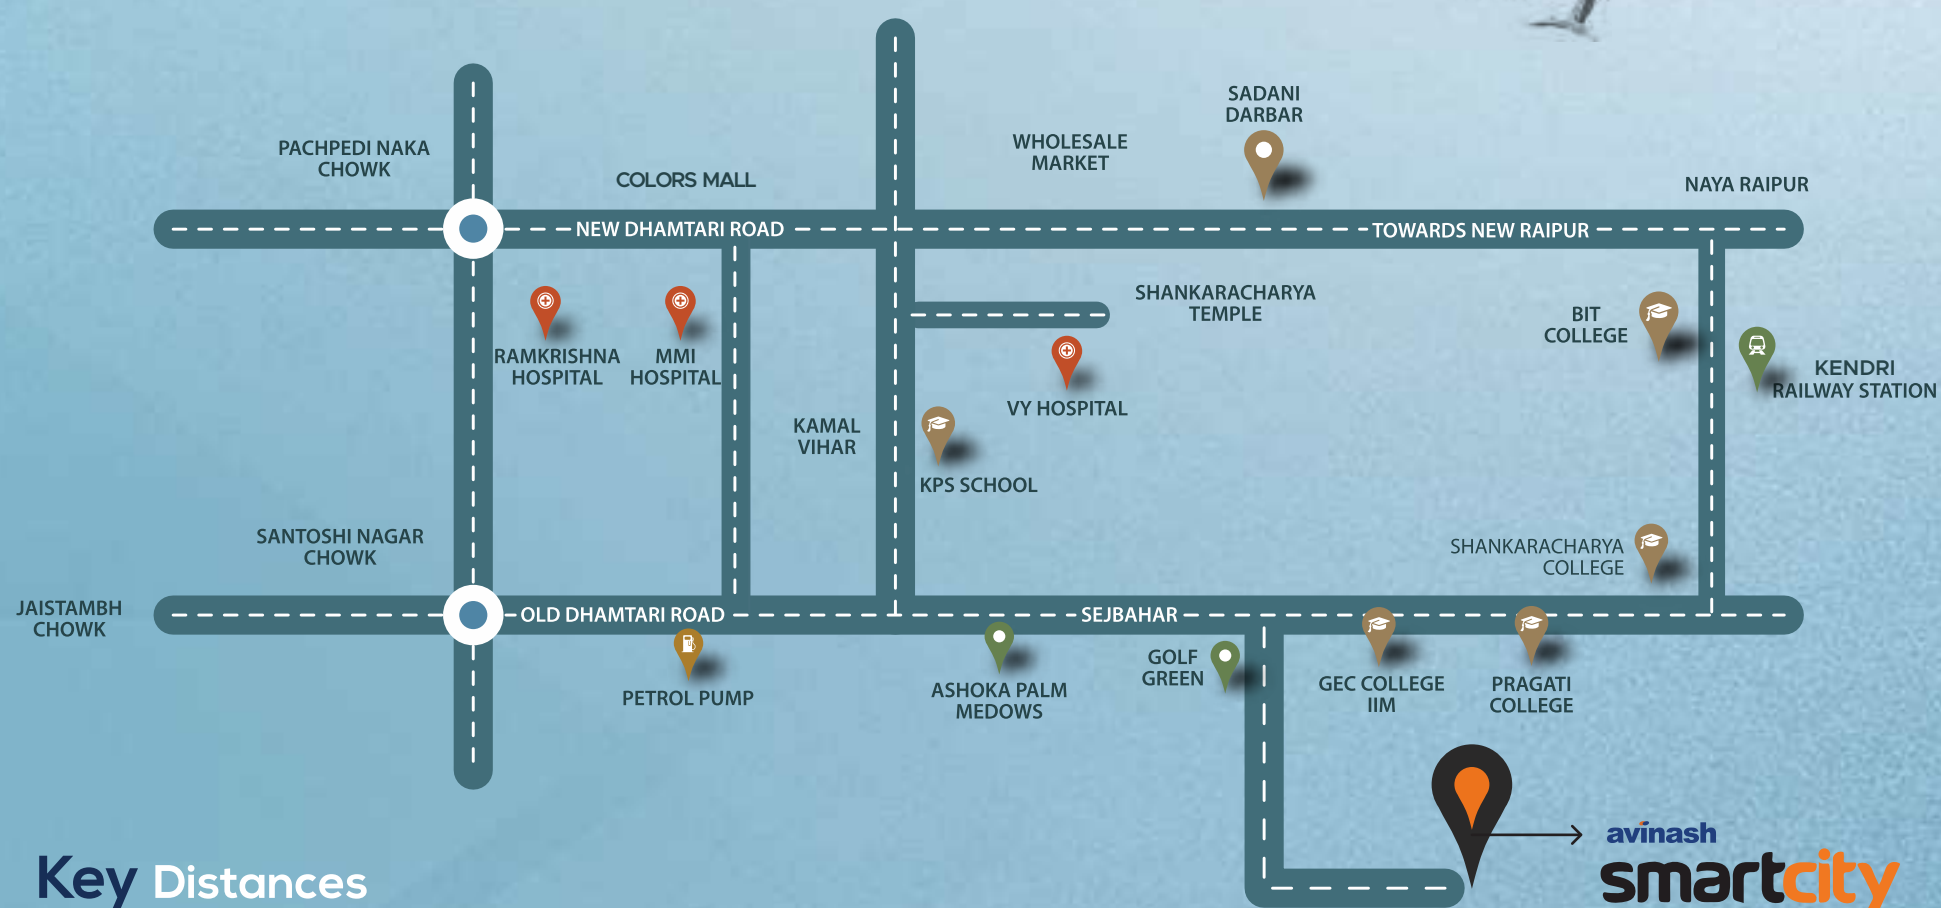 SADANI
DARBAR
PACHPEDI NAKA
CHOWK
COLORS MALL
WHOLESALE
MARKET
NAYA RAIPUR
NEW DHAMTARI ROAD
TOWARDS NEW RAIPUR
RAMKRISHNA
HOSPITAL
MMI
HOSPITAL
SHANKARACHARYA
TEMPLE
BIT
COLLEGE
KENDRI
RAILWAY STATION
VY HOSPITAL
KAMAL
VIHAR
KPS SCHOOL
SANTOSHI NAGAR
CHOWK
SHANKARACHARYA
COLLEGE
JAISTAMBH
CHOWK
OLD DHAMTARI ROAD
SEJBAHAR
PETROL PUMP
ASHOKA PALM
MEDOWS
GOLF
GREEN
GEC COLLEGE
IIM
PRAGATI
COLLEGE
avinash
smartcity
Key Distances